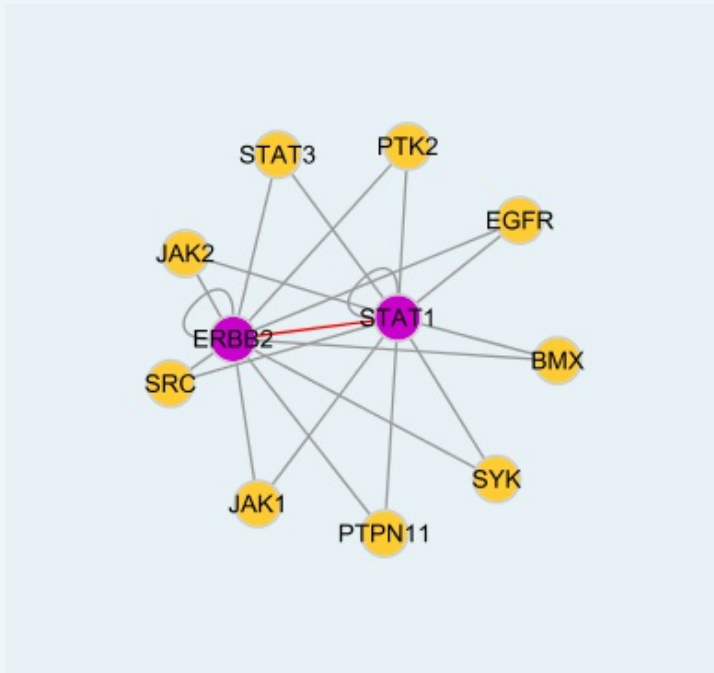 PTK2
STAT3
EGFR
JAK2
STAT1
ERBB2
BMX
SRC
SYK
JAK1
PTPN11